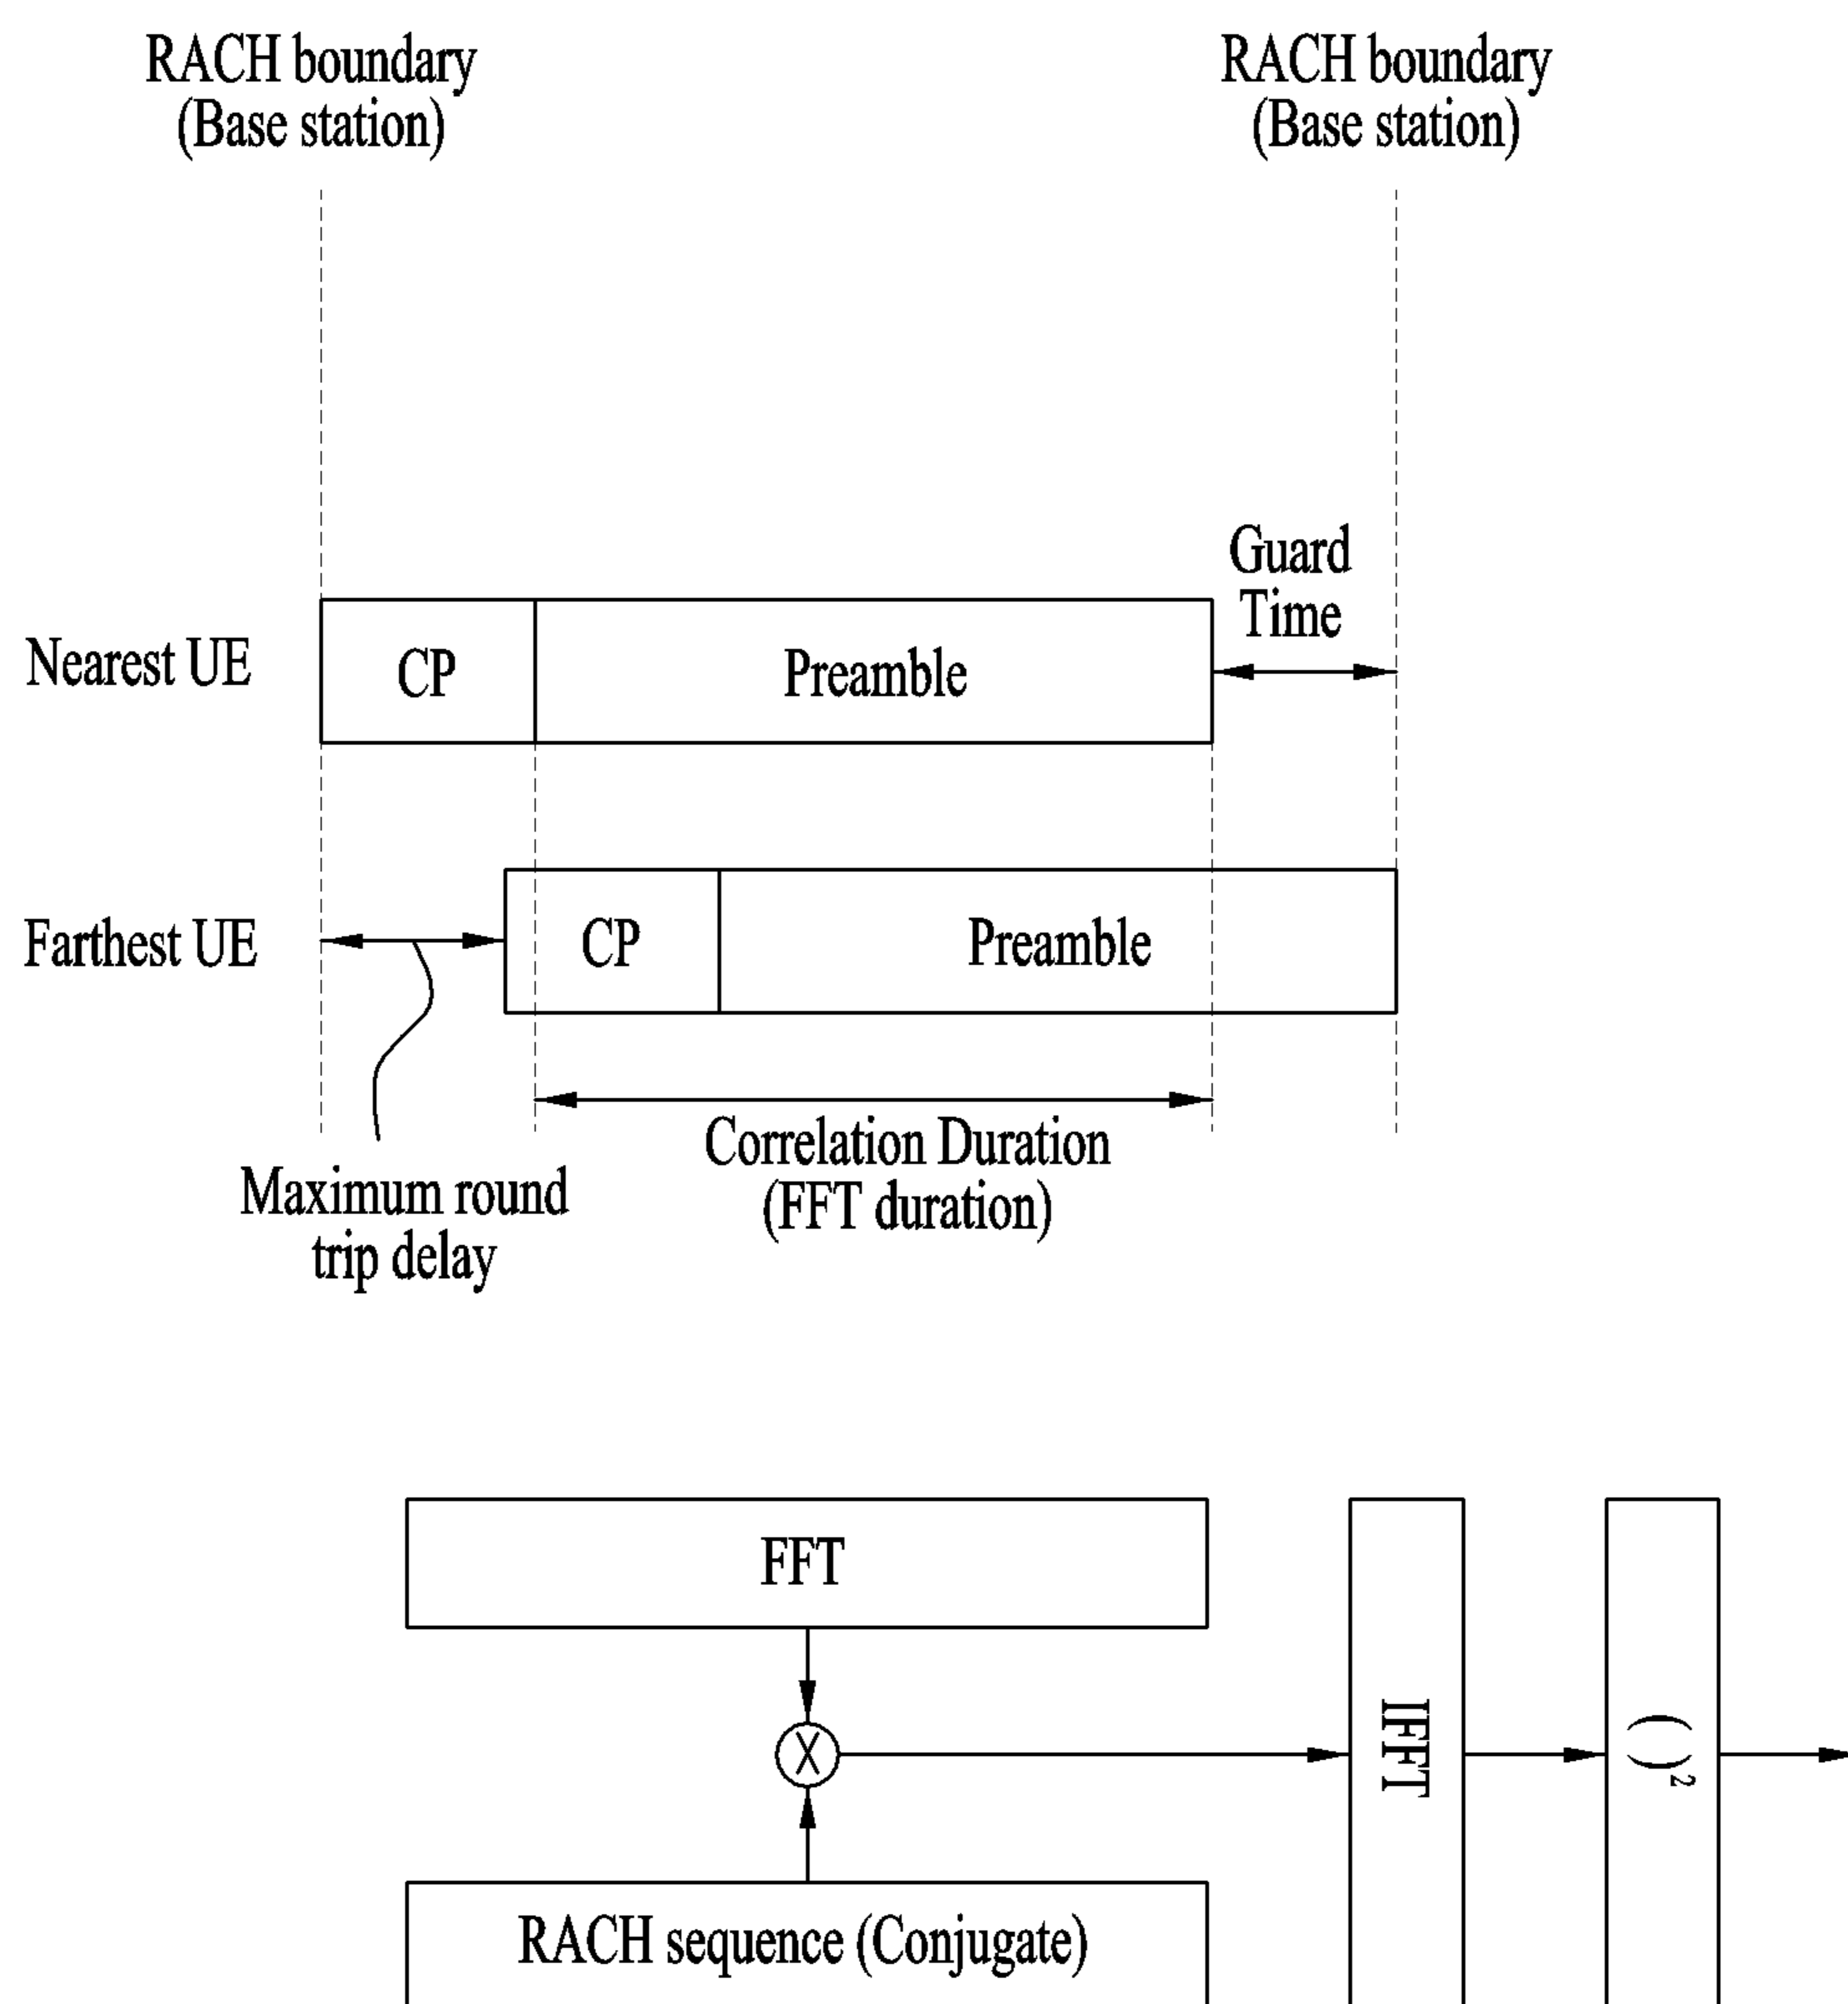 RACH boundary
(Base station)
RACH boundary
(Base station)
Guard
Time
Nearest UE
CP
Preamble
Farthest UE
CP
Preamble
Correlation Duration
(FFT duration)
Maximum round
trip delay
FFT
X
IFFT
( )²
RACH sequence (Conjugate)